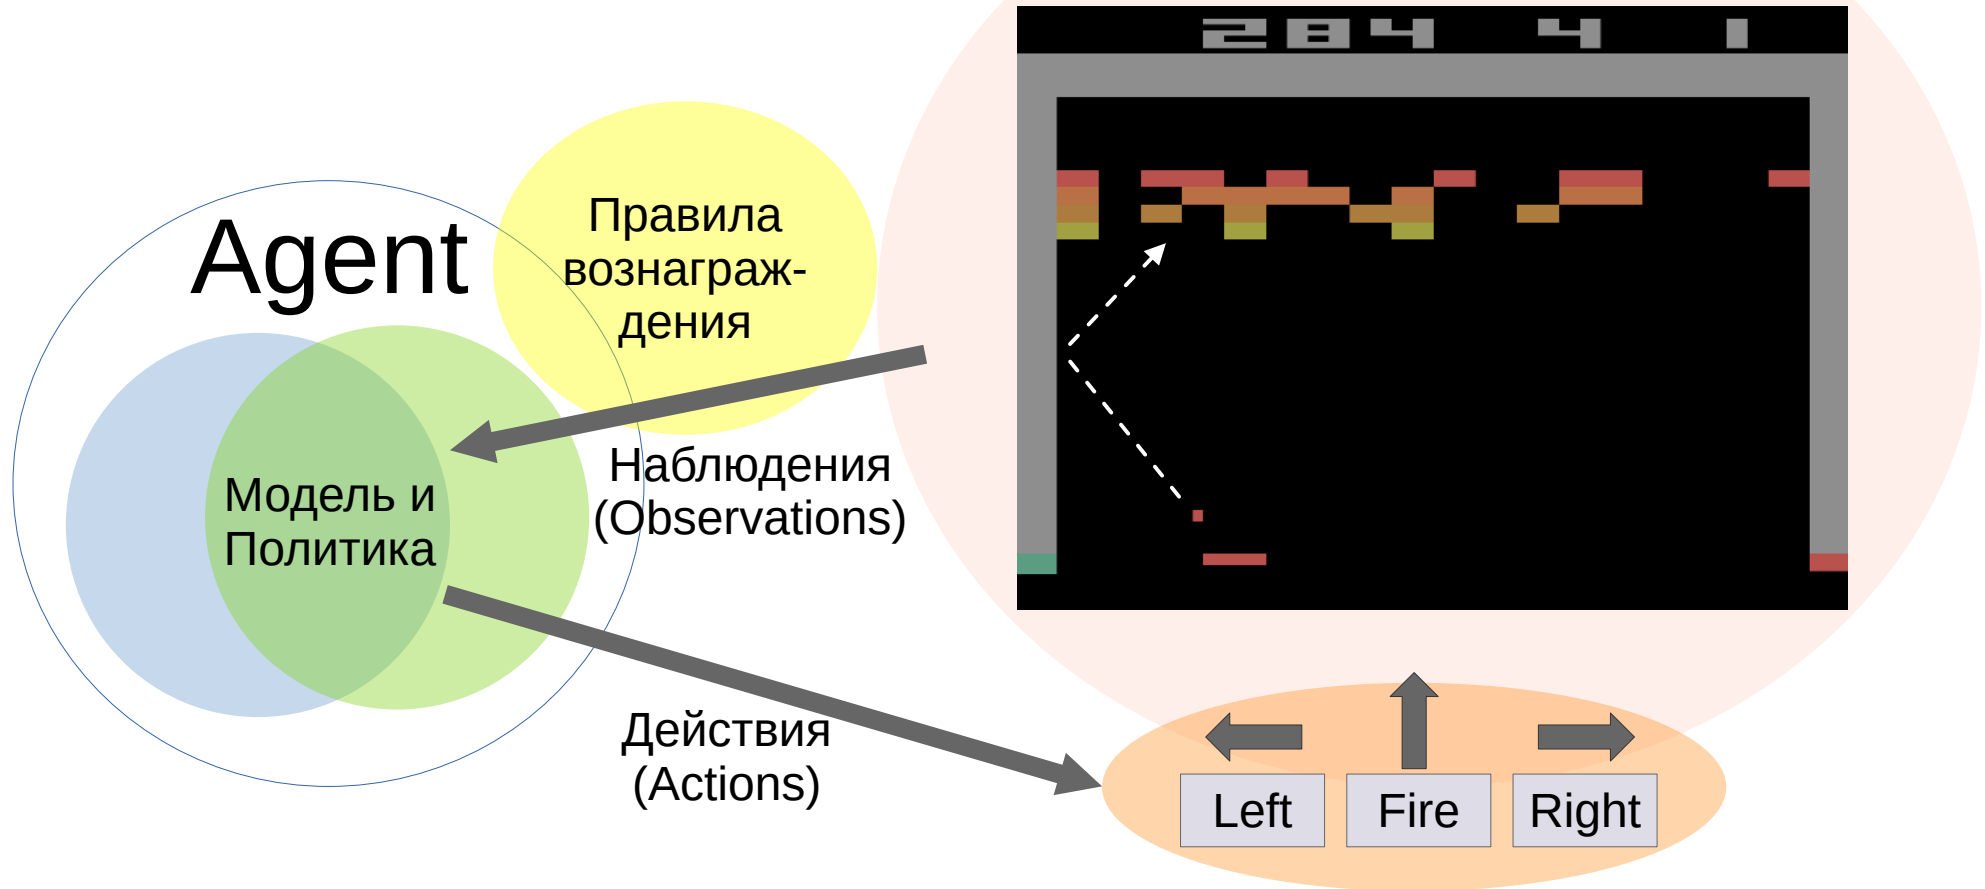 284 4 1
Agent
Правила
вознаграж-
дения
Модель и
Политика
Наблюдения
(Observations)
Действия
(Actions)
Left
Fire
Right